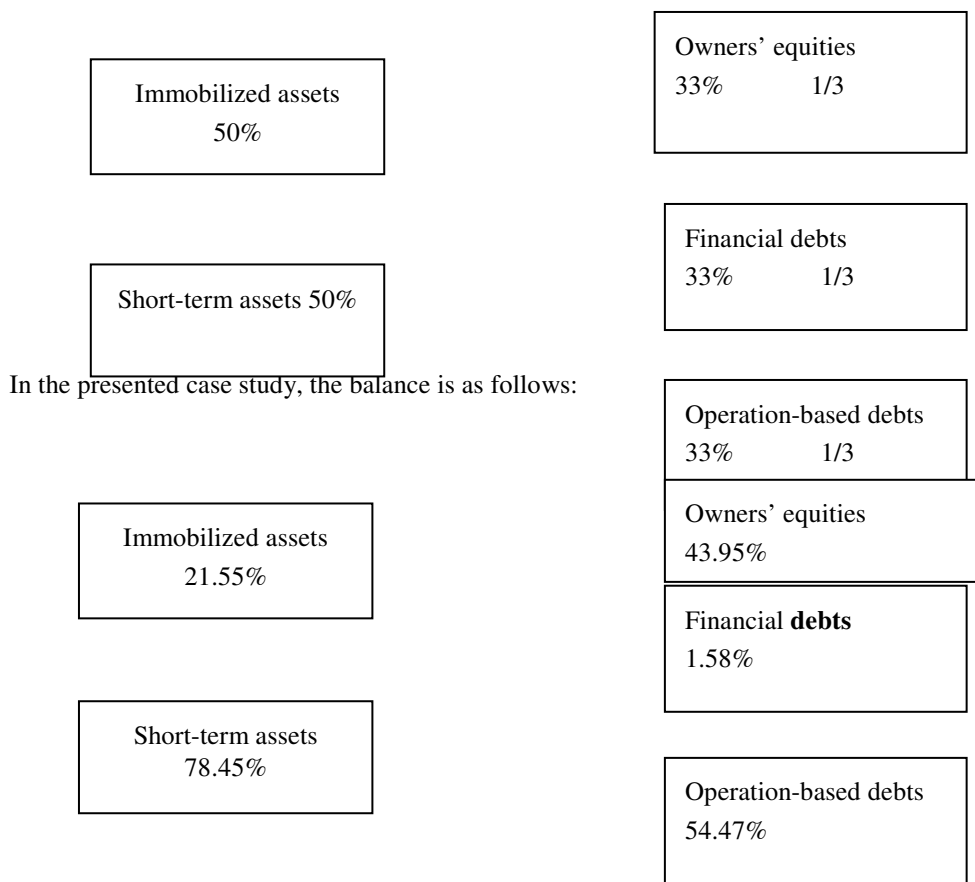 Immobilized assets
50%
Short-term assets 50%
Owners’ equities
33% 1/3
Financial debts
33% 1/3
Operation-based debts
33% 1/3
In the presented case study, the balance is as follows:
Immobilized assets
21.55%
Short-term assets
78.45%
Owners’ equities
43.95%
Financial debts
1.58%
Operation-based debts
54.47%